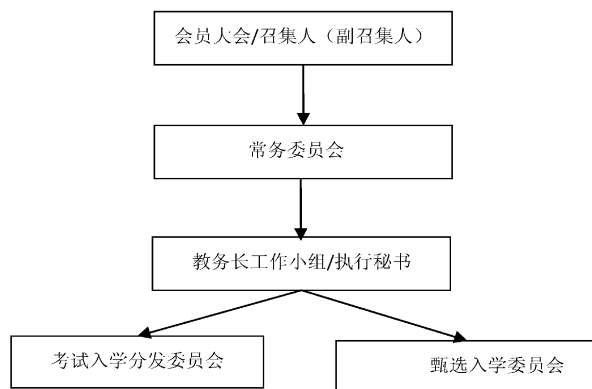 会员大会/召集人（副召集人）
常务委员会
教务长工作小组/执行秘书
考试入学分发委员会
甄选入学委员会